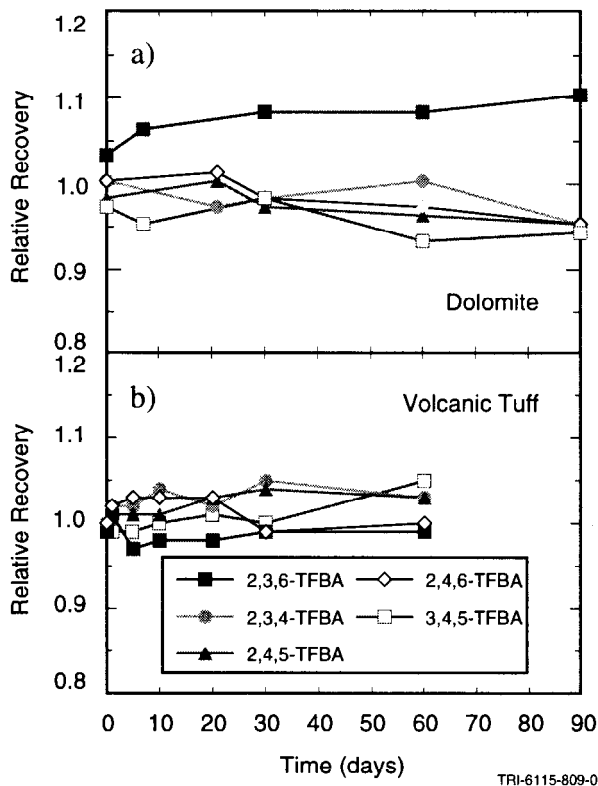 1.2
a)
1.1
1.0
0.9
0.8
Relative Recovery
Dolomite
1.2
b)
Volcanic Tuff
1.1
1.0
0.9
0.8
Relative Recovery
2,3,6-TFBA
2,4,6-TFBA
2,3,4-TFBA
3,4,5-TFBA
2,4,5-TFBA
0 10 20 30 40 50 60 70 80 90
Time (days)
TRI-6115-809-0